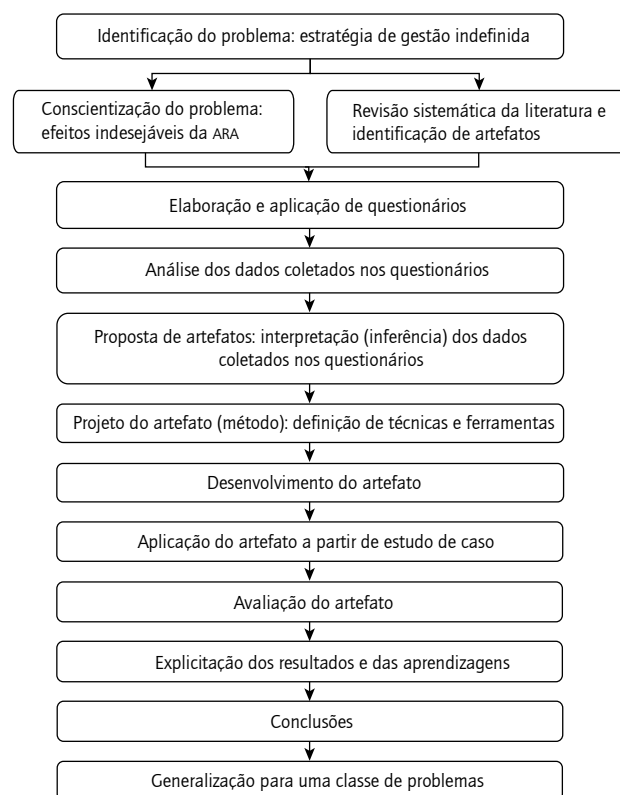 Identificação do problema: estratégia de gestão indefinida
Conscientização do problema:
efeitos indesejáveis da ARA
Revisão sistemática da literatura e
identificação de artefatos
Elaboração e aplicação de questionários
Análise dos dados coletados nos questionários
Proposta de artefatos: interpretação (inferência) dos dados
coletados nos questionários
Projeto do artefato (método): definição de técnicas e ferramentas
Desenvolvimento do artefato
Aplicação do artefato a partir de estudo de caso
Avaliação do artefato
Explicitação dos resultados e das aprendizagens
Conclusões
Generalização para uma classe de problemas